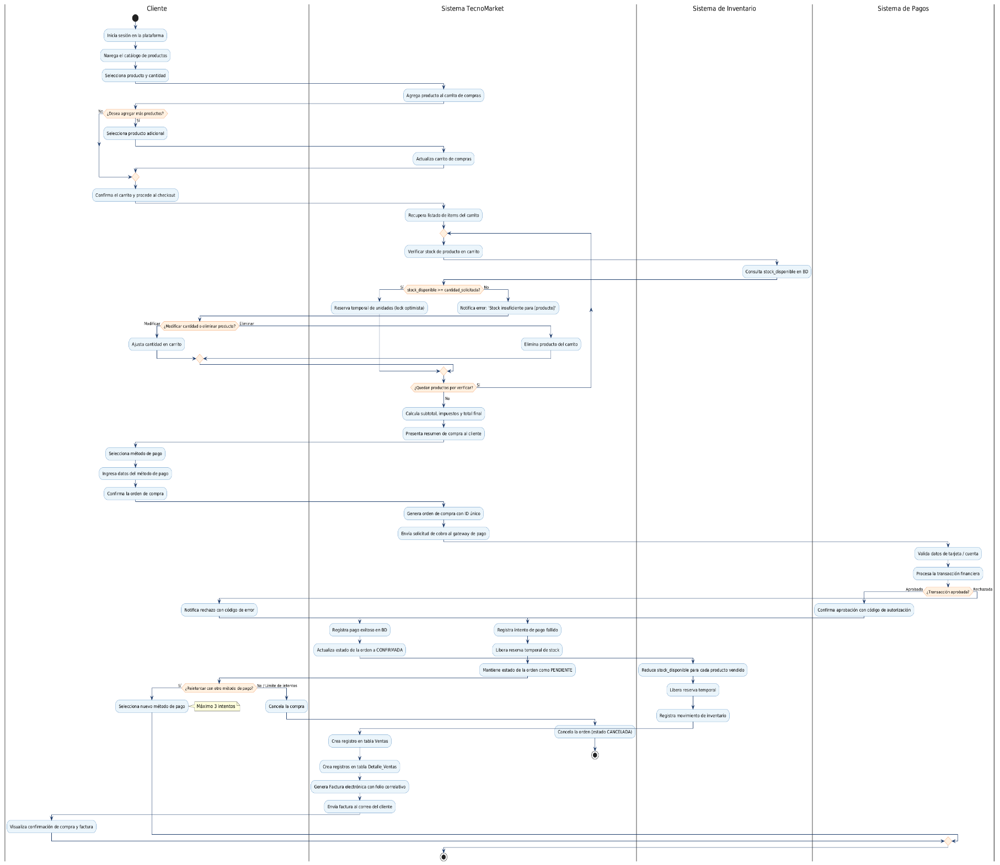 Cliente
Sistema TecnoMarket
Sistema de Inventario
Sistema de Pagos
Inicia sesión en la plataforma
Navega el catálogo de productos
Selecciona producto y cantidad
Agrega producto al carrito de compras
No
¿Desea agregar más productos?
Sí
Selecciona producto adicional
Actualiza carrito de compras
Confirma el carrito y procede al checkout
Recupera listado de items del carrito
Verificar stock de producto en carrito
Consulta stock_disponible en BD
Sí
stock_disponible >= cantidad_solicitada?
No
Reserva temporal de unidades (lock optimista)
Notifica error: 'Stock insuficiente para [producto]'
Modificar
¿Modificar cantidad o eliminar producto?
Eliminar
Ajusta cantidad en carrito
Elimina producto del carrito
¿Quedan productos por verificar?
Sí
No
Calcula subtotal, impuestos y total final
Presenta resumen de compra al cliente
Selecciona método de pago
Ingresa datos del método de pago
Confirma la orden de compra
Genera orden de compra con ID único
Envía solicitud de cobro al gateway de pago
Valida datos de tarjeta / cuenta
Procesa la transacción financiera
Aprobada
¿Transacción aprobada?
Rechazada
Notifica rechazo con código de error
Confirma aprobación con código de autorización
Registra pago exitoso en BD
Registra intento de pago fallido
Actualiza estado de la orden a CONFIRMADA
Libera reserva temporal de stock
Mantiene estado de la orden como PENDIENTE
Reduce stock_disponible para cada producto vendido
Sí
¿Reintentar con otro método de pago?
No / Límite de intentos
Libera reserva temporal
Selecciona nuevo método de pago
Máximo 3 intentos
Cancela la compra
Registra movimiento de inventario
Cancela la orden (estado CANCELADA)
Crea registro en tabla Ventas
Crea registros en tabla Detalle_Ventas
Genera Factura electrónica con folio correlativo
Envía factura al correo del cliente
Visualiza confirmación de compra y factura